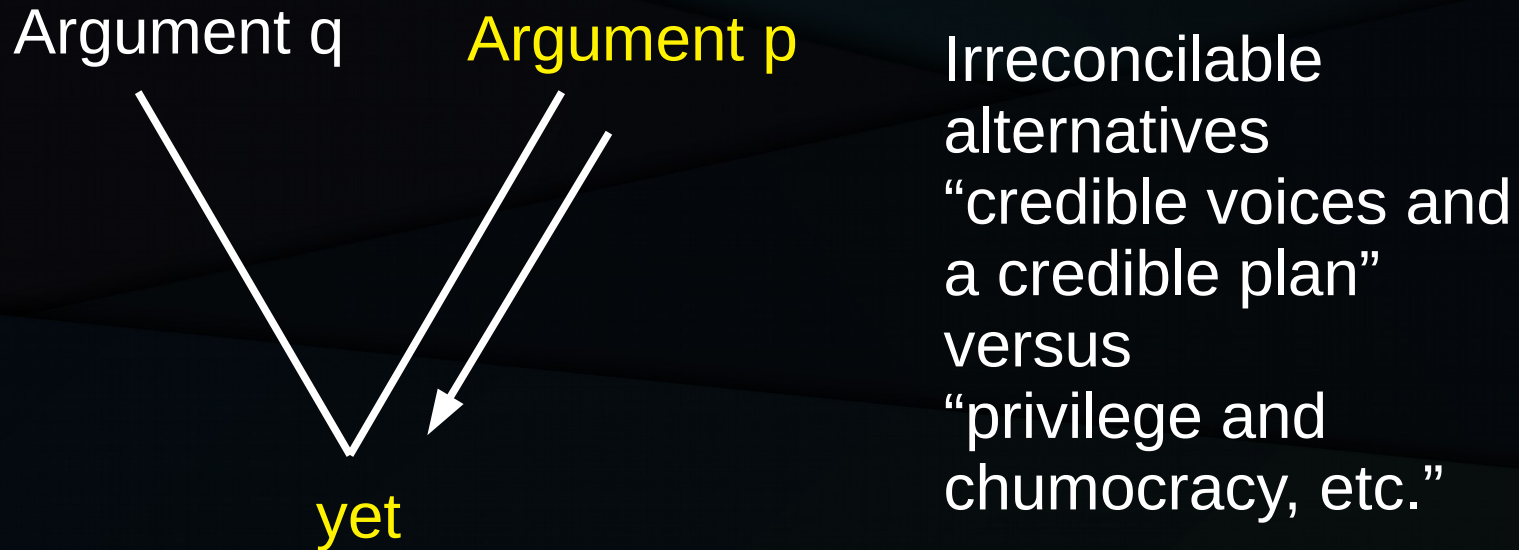 Argument q
Argument p
yet
Irreconcilable
alternatives
“credible voices and
a credible plan”
versus
“privilege and
chumocracy, etc.”